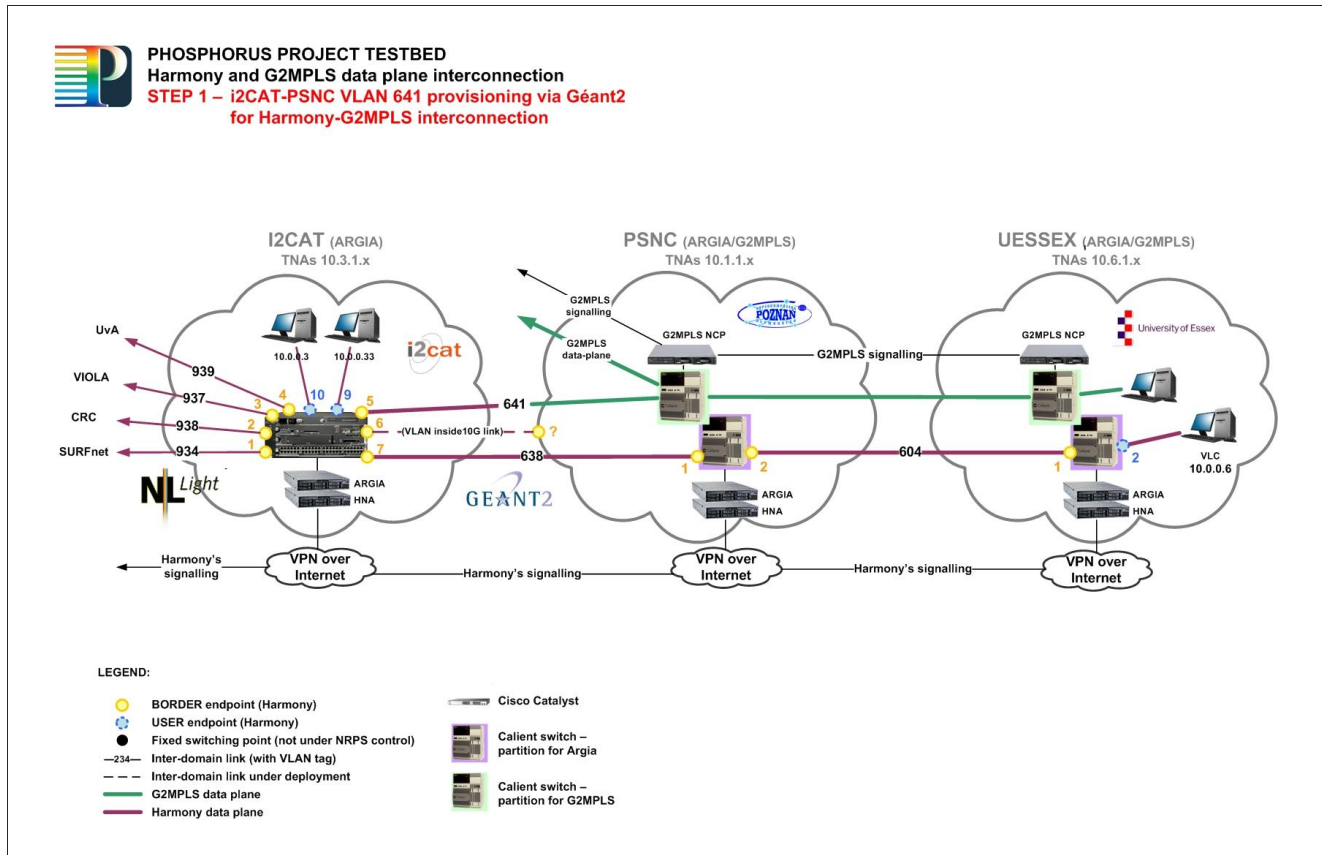 PHOSPHORUS PROJECT TESTBED
Harmony and G2MPLS data plane interconnection
STEP 1 – i2CAT-PSNC VLAN 641 provisioning via Géant2
for Harmony-G2MPLS interconnection
I2CAT (ARGIA)
TNAs 10.3.1.x
PSNC (ARGIA/G2MPLS)
TNAs 10.1.1.x
UESSEX (ARGIA/G2MPLS)
TNAs 10.6.1.x
G2MPLS
signalling
POZNAŃ
UvA
G2MPLS NCP
G2MPLS NCP
University of Essex
i2cat
10.0.0.3
10.0.0.33
G2MPLS
data-plane
G2MPLS signalling
939
VIOLA
937
4
10
9
5
641
3
CRC
938
2
6
-(VLAN inside10G link)
?
VLC
10.0.0.6
SURFnet
934
1
7
638
1
2
604
1
2
NL Light
ARGIA
HNA
GEANT2
ARGIA
HNA
ARGIA
HNA
Harmony's
signalling
VPN over
Internet
Harmony's signalling
VPN over
Internet
Harmony's signalling
VPN over
Internet
LEGEND:
BORDER endpoint (Harmony)
USER endpoint (Harmony)
Fixed switching point (not under NRPS control)
234
Inter-domain link (with VLAN tag)
Inter-domain link under deployment
G2MPLS data plane
Harmony data plane
Cisco Catalyst
Calient switch –
partition for Argia
Calient switch –
partition for G2MPLS